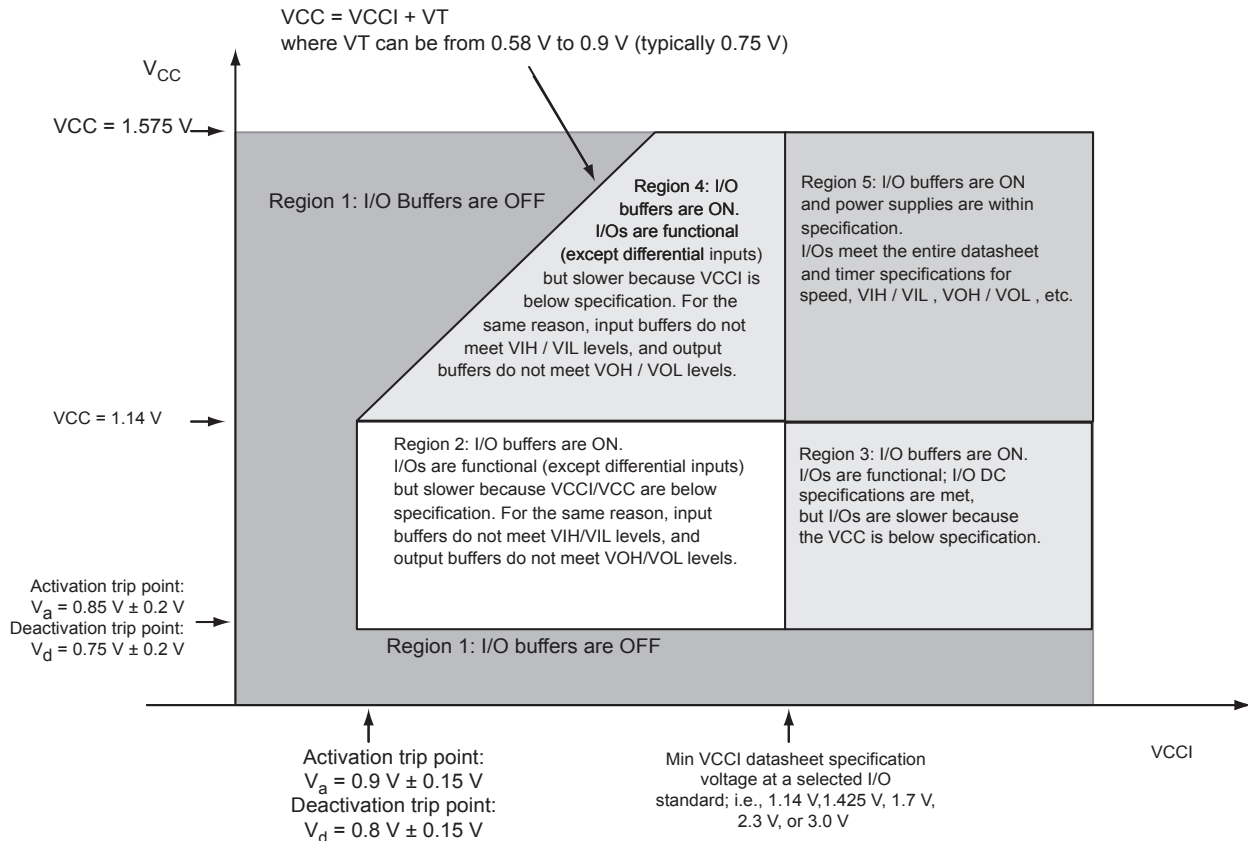 VCC = VCCI + VT
where VT can be from 0.58 V to 0.9 V (typically 0.75 V)
VCC
VCC = 1.575 V
Region 1: I/O Buffers are OFF
Region 4: I/O
buffers are ON.
I/Os are functional
(except differential inputs)
but slower because VCCI is
below specification. For the
same reason, input buffers do not
meet VIH / VIL levels, and output
buffers do not meet VOH / VOL levels.
Region 5: I/O buffers are ON
and power supplies are within
specification.
I/Os meet the entire datasheet
and timer specifications for
speed, VIH / VIL , VOH / VOL , etc.
VCC = 1.14 V
Region 2: I/O buffers are ON.
I/Os are functional (except differential inputs)
but slower because VCCI/VCC are below
specification. For the same reason, input
buffers do not meet VIH/VIL levels, and
output buffers do not meet VOH/VOL levels.
Region 3: I/O buffers are ON.
I/Os are functional; I/O DC
specifications are met,
but I/Os are slower because
the VCC is below specification.
Activation trip point:
Va = 0.85 V ± 0.2 V
Deactivation trip point:
Vd = 0.75 V ± 0.2 V
Region 1: I/O buffers are OFF
Activation trip point:
Va = 0.9 V ± 0.15 V
Deactivation trip point:
Vd = 0.8 V ± 0.15 V
Min VCCI datasheet specification
voltage at a selected I/O
standard; i.e., 1.14 V,1.425 V, 1.7 V,
2.3 V, or 3.0 V
VCCI